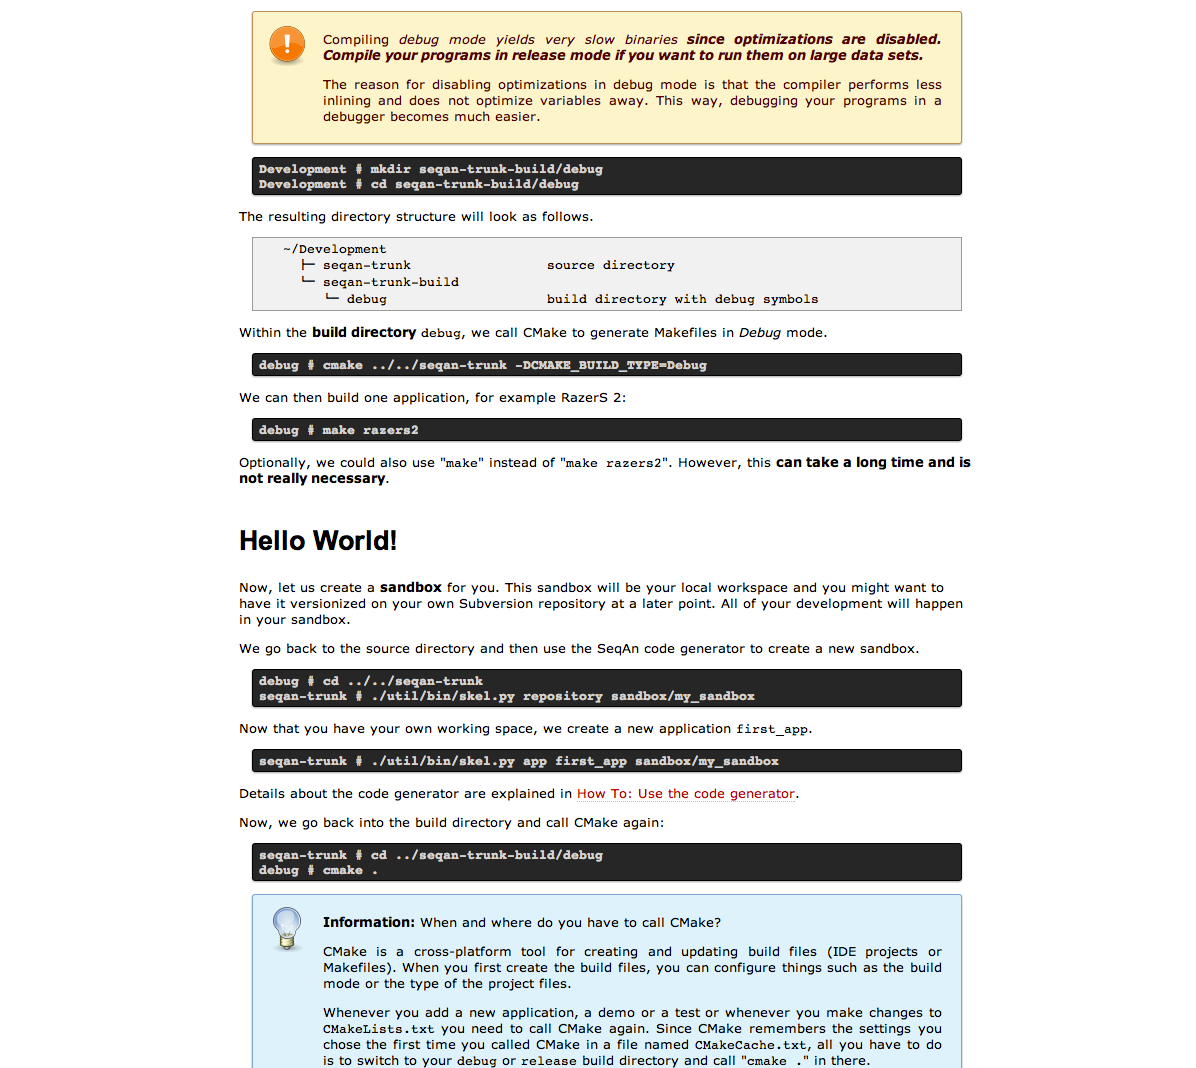 Compiling debug mode yields very slow binaries since optimizations are disabled.
Compile your programs in release mode if you want to run them on large data sets.
The reason for disabling optimizations in debug mode is that the compiler performs less
inlining and does not optimize variables away. This way, debugging your programs in a
debugger becomes much easier.
Development # mkdir seqan-trunk-build/debug
Development # cd seqan-trunk-build/debug
The resulting directory structure will look as follows.
~/Development
├─ seqan-trunk source directory
└─ seqan-trunk-build
└─ debug build directory with debug symbols
Within the build directory debug, we call CMake to generate Makefiles in Debug mode.
debug # cmake ../../seqan-trunk -DCMAKE_BUILD_TYPE=Debug
We can then build one application, for example RazerS 2:
debug # make razers2
Optionally, we could also use "make" instead of "make razers2". However, this can take a long time and is
not really necessary.
Hello World!
Now, let us create a sandbox for you. This sandbox will be your local workspace and you might want to
have it versionized on your own Subversion repository at a later point. All of your development will happen
in your sandbox.
We go back to the source directory and then use the SeqAn code generator to create a new sandbox.
debug # cd ../../seqan-trunk
seqan-trunk # ./util/bin/skel.py repository sandbox/my_sandbox
Now that you have your own working space, we create a new application first_app.
seqan-trunk # ./util/bin/skel.py app first_app sandbox/my_sandbox
Details about the code generator are explained in How To: Use the code generator.
Now, we go back into the build directory and call CMake again:
seqan-trunk # cd ../seqan-trunk-build/debug
debug # cmake .
Information: When and where do you have to call CMake?
CMake is a cross-platform tool for creating and updating build files (IDE projects or
Makefiles). When you first create the build files, you can configure things such as the build
mode or the type of the project files.
Whenever you add a new application, a demo or a test or whenever you make changes to
CMakeLists.txt you need to call CMake again. Since CMake remembers the settings you
chose the first time you called CMake in a file named CMakeCache.txt, all you have to do
is to switch to your debug or release build directory and call "cmake ." in there.